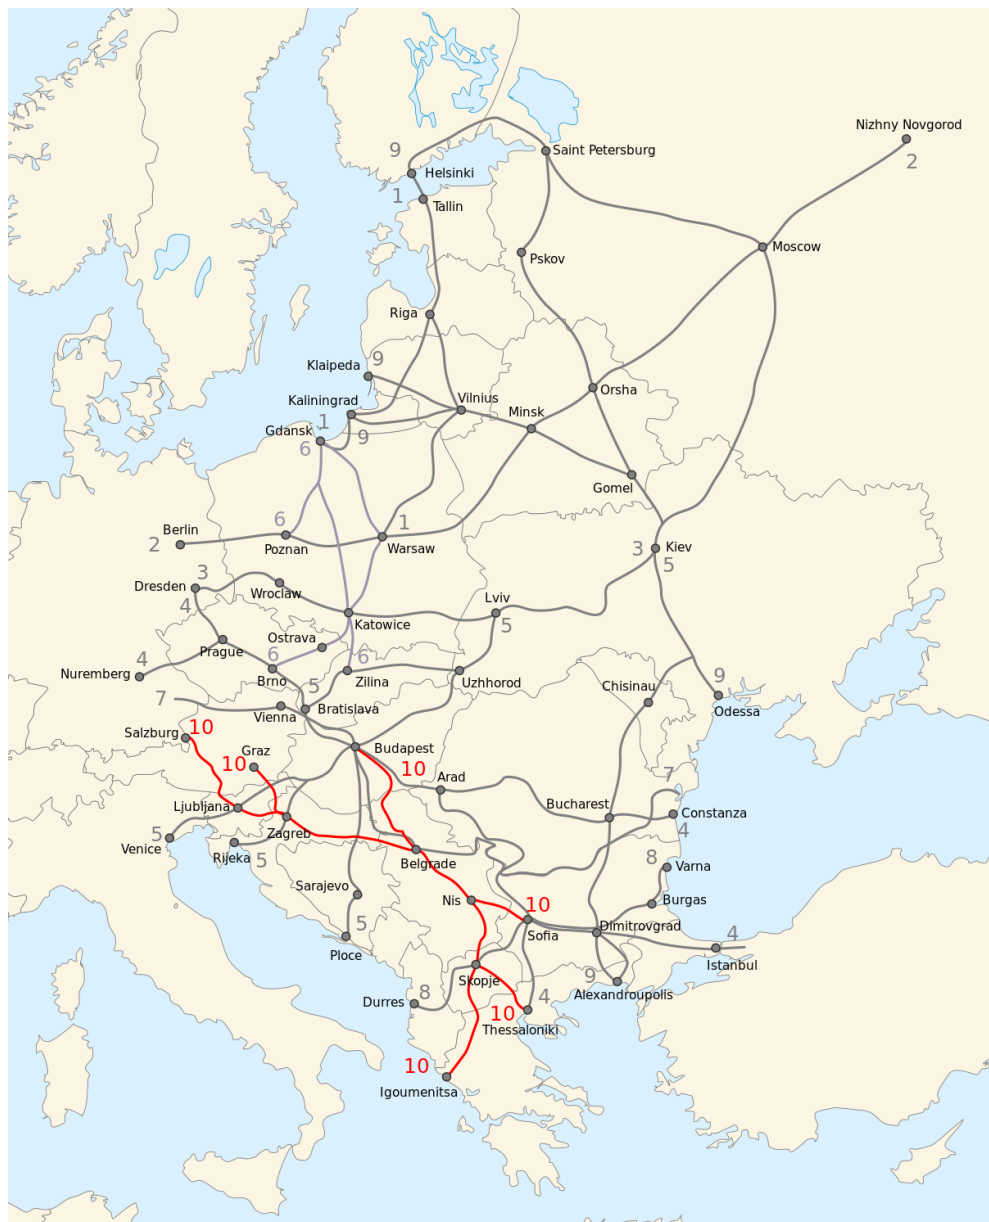 Nizhny Novgorod
2
9
Saint Petersburg
Helsinki
1
Tallin
Moscow
Pskov
Riga
9
Klaipeda
Orsha
Kaliningrad
Vilnius
Minsk
1
Gdansk
9
6
Gomel
6
1
Berlin
2
Poznan
Warsaw
3
Kiev
5
3
Dresden
Wroclaw
4
Lviv
5
Katowice
Ostrava
Prague
6
6
4
Nuremberg
Brno
Zilina
Uzhhorod
5
9
Chisinau
7
Vienna
Bratislava
Odessa
10
Salzburg
Graz
Budapest
10
10
Arad
7
Ljubljana
Bucharest
Constanza
5
Zagreb
4
Venice
Rijeka
5
Belgrade
8
Varna
Sarajevo
Nis
Burgas
10
5
Sofia
Dimitrovgrad
4
Ploce
Istanbul
Skopje
9
Durres
8
4
Alexandroupolis
10
Thessaloniki
10
Igoumenitsa